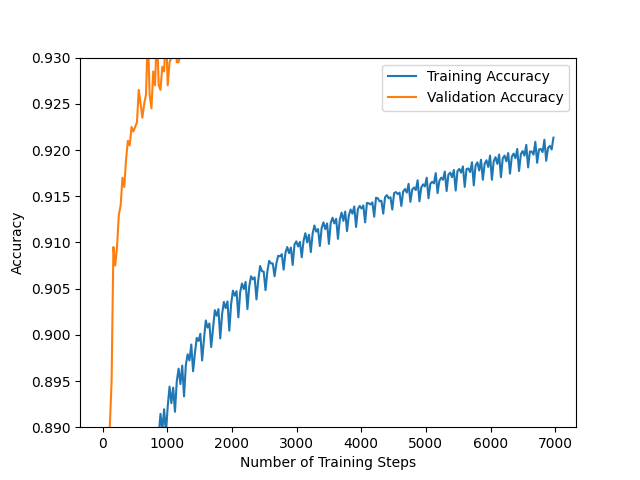 0.930
0.925
0.920
0.915
0.910
0.905
0.900
0.895
0.890
Accuracy
Training Accuracy
Validation Accuracy
0 1000 2000 3000 4000 5000 6000 7000
Number of Training Steps